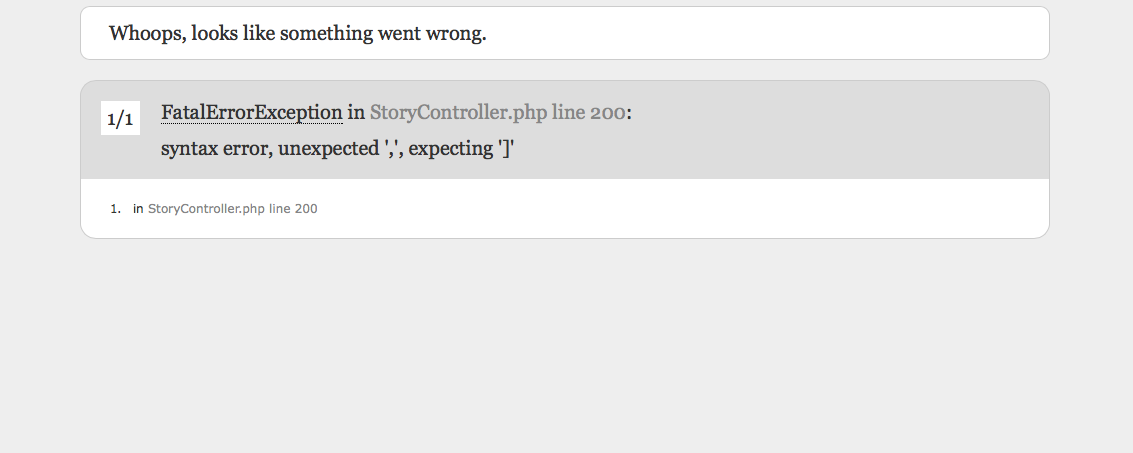 Whoops, looks like something went wrong.
1/1
FatalErrorException in StoryController.php line 200:
syntax error, unexpected ',', expecting ']'
1. in StoryController.php line 200